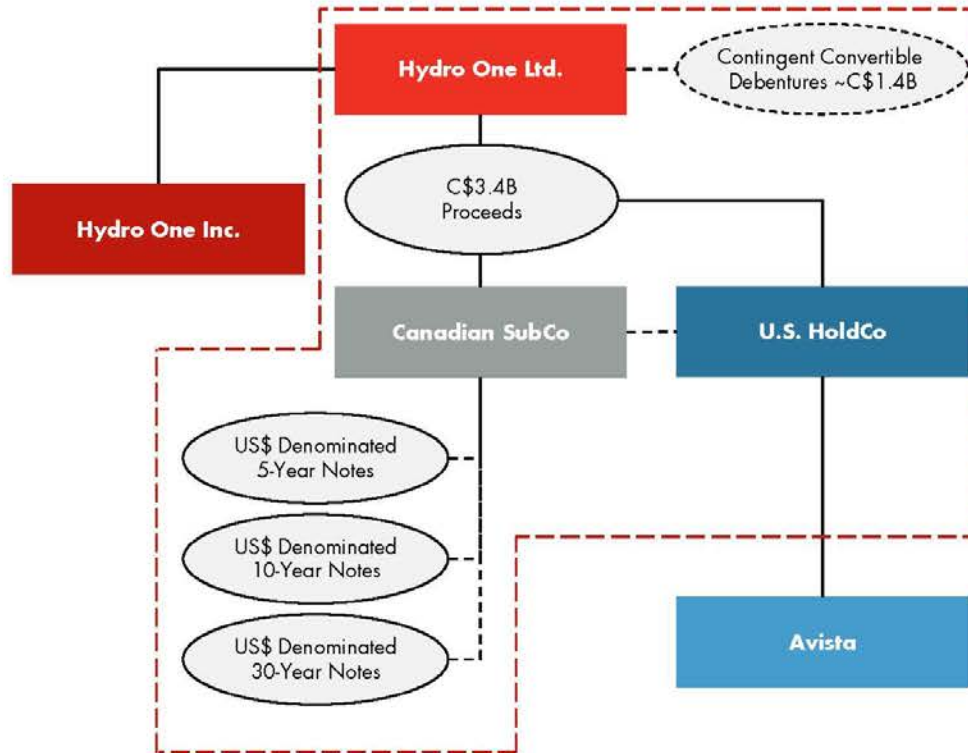 Hydro One Ltd.
Contingent Convertible
Debentures ~C$1.4B
C$3.4B
Proceeds
Hydro One Inc.
Canadian SubCo
U.S. HoldCo
US$ Denominated
5-Year Notes
US$ Denominated
10-Year Notes
US$ Denominated
30-Year Notes
Avista